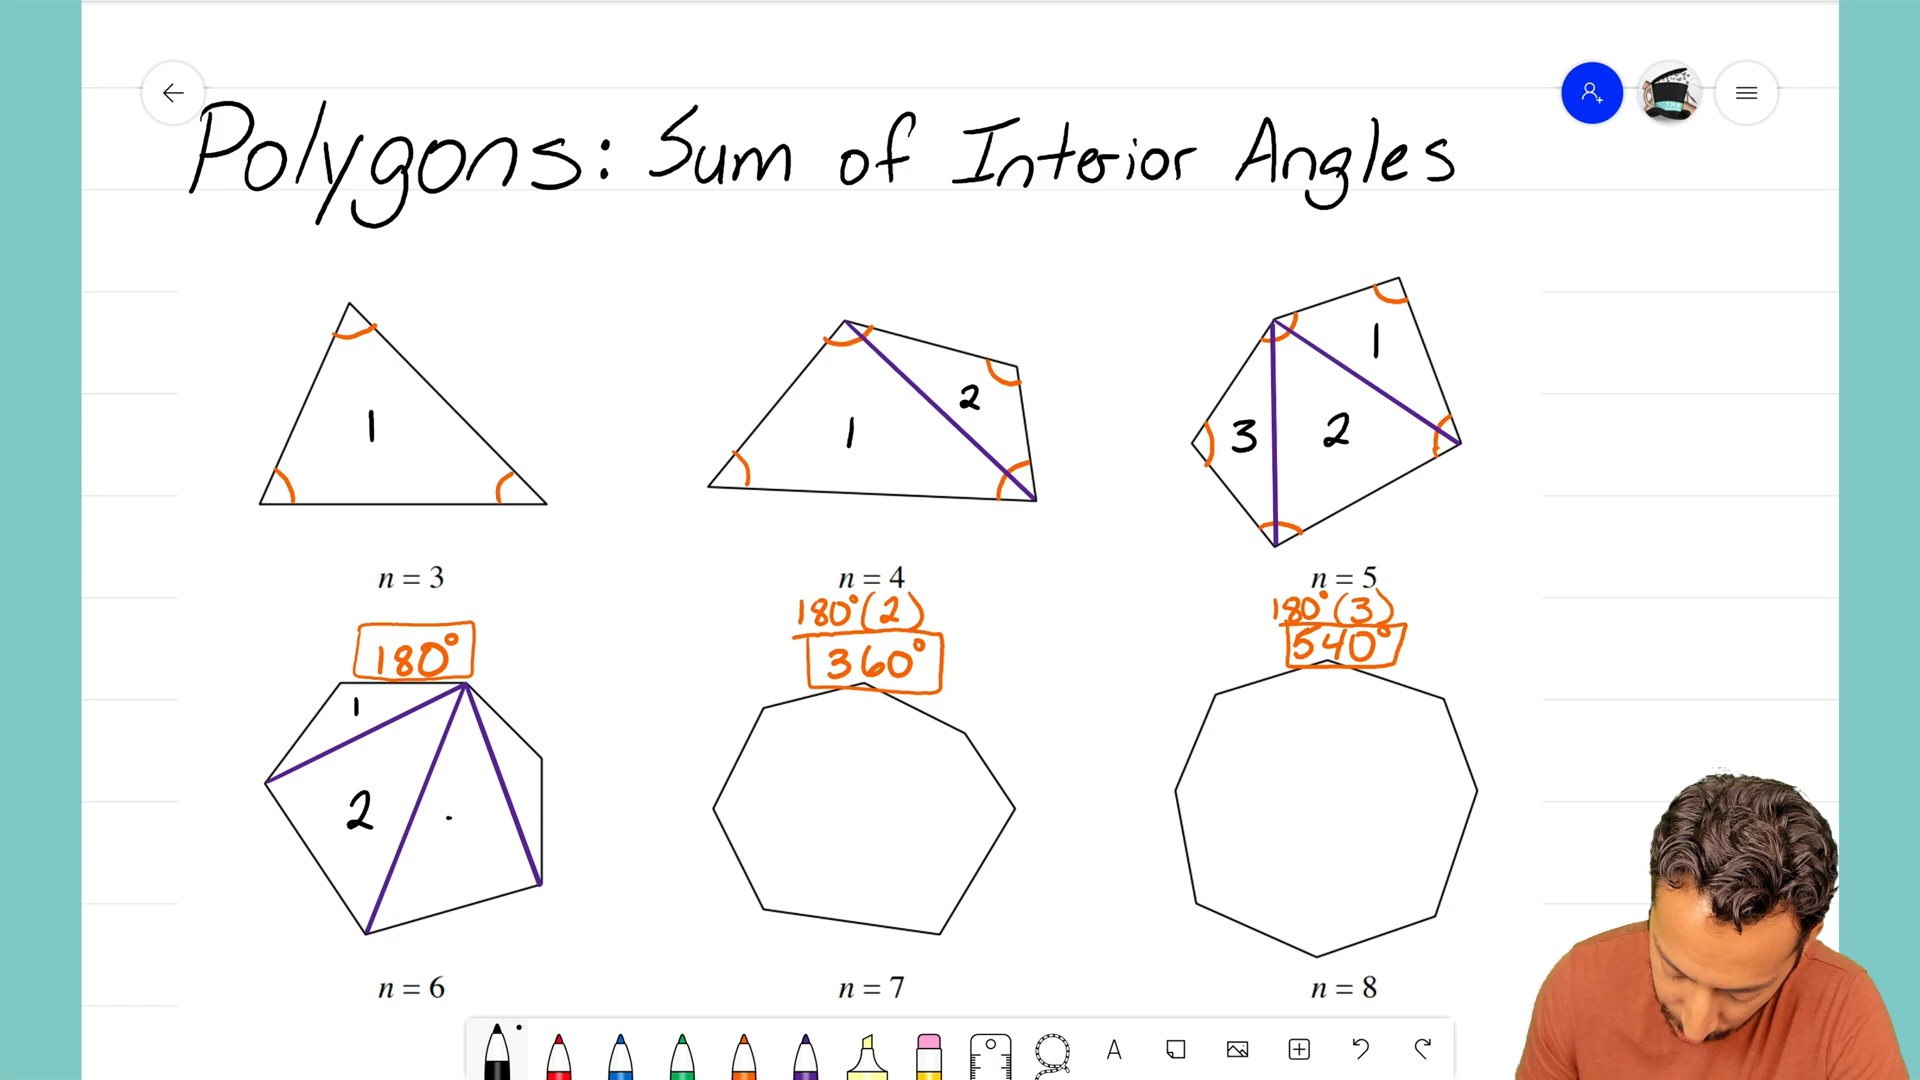 Polygons: Sum of Interior Angles
1
1
2
1
2
3
n = 3
n = 4
n = 5
180°
180°(2)
360°
180°(3)
540°
1
2
n = 6
n = 7
n = 8
A